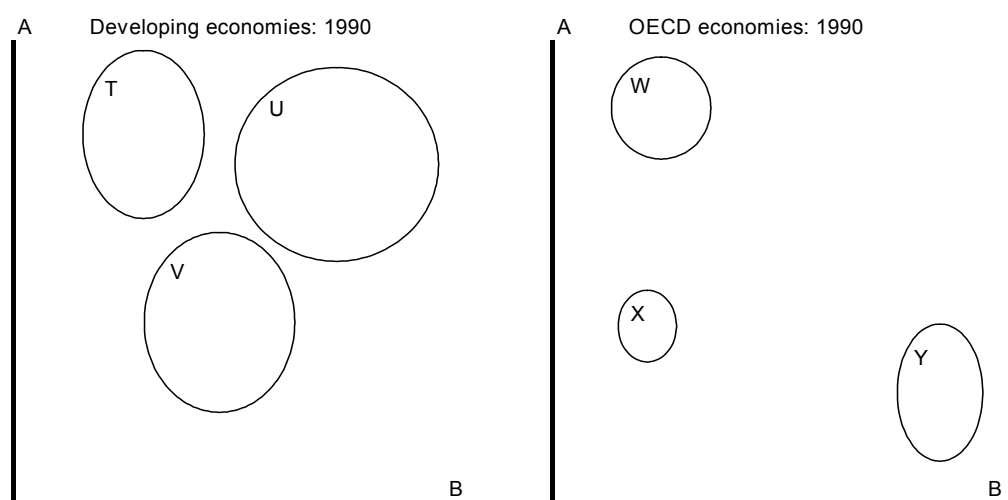 A
Developing economies: 1990
T
U
V
B
A
OECD economies: 1990
W
X
Y
B